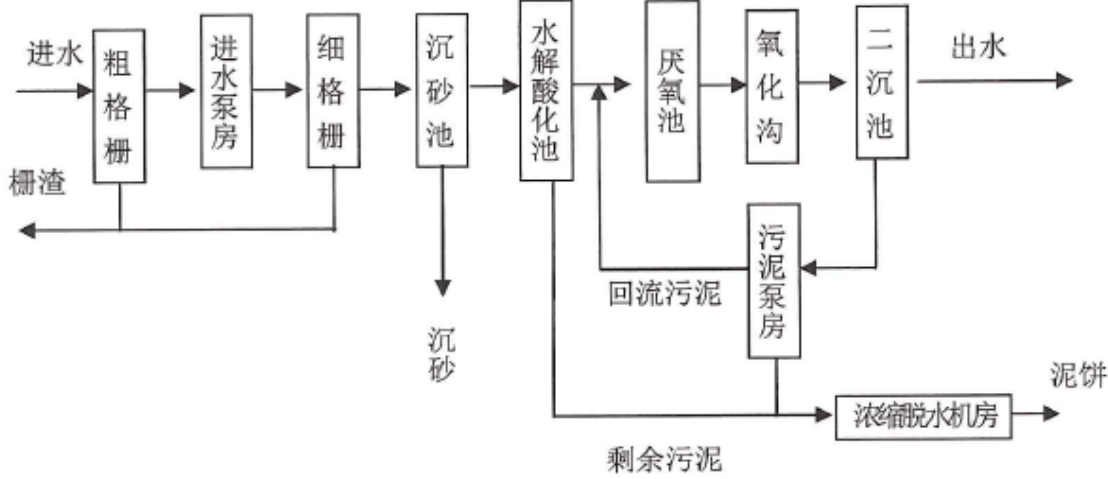 进水
粗格栅
进水泵房
细格栅
沉砂池
水解酸化池
厌氧池
氧化沟
二沉池
出水
栅渣
沉砂
回流污泥
污泥泵房
剩余污泥
浓缩脱水机房
泥饼